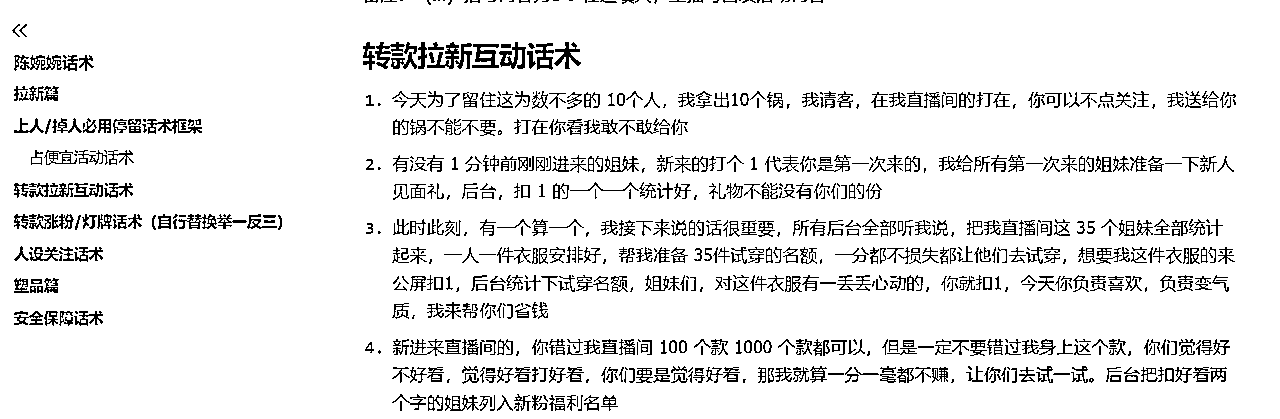 陈婉婉话术
拉新篇
上人/掉人必用停留话术框架
占便宜活动话术
转款拉新互动话术
转款涨粉/灯牌话术（自行替换举一反三）
人设关注话术
塑品篇
安全保障话术
转款拉新互动话术
1. 今天为了留住这为数不多的 10个人，我拿出10个锅，我请客，在我直播间的打在，你可以不点关注，我送给你
的锅不能不要。打在你看我敢不敢给你
2. 有没有 1 分钟前刚刚进来的姐妹，新来的打个 1 代表你是第一次来的，我给所有第一次来的姐妹准备一下新人
见面礼，后台，扣 1 的一个一个统计好，礼物不能没有你们的份
3. 此时此刻，有一个算一个，我接下来说的话很重要，所有后台全部听我说，把我直播间这 35 个姐妹全部统计
起来，一人一件衣服安排好，帮我准备 35件试穿的名额，一分都不损失都让他们去试穿，想要我这件衣服的来
公屏扣1，后台统计下试穿名额，姐妹们，对这件衣服有一丢丢心动的，你就扣1，今天你负责喜欢，负责变气
质，我来帮你们省钱
4. 新进来直播间的，你错过我直播间 100 个款 1000 个款都可以，但是一定不要错过我身上这个款，你们觉得好
不好看，觉得好看打好看，你们要是觉得好看，那我就算一分一毫都不赚，让你们去试一试。后台把扣好看两
个字的姐妹列入新粉福利名单